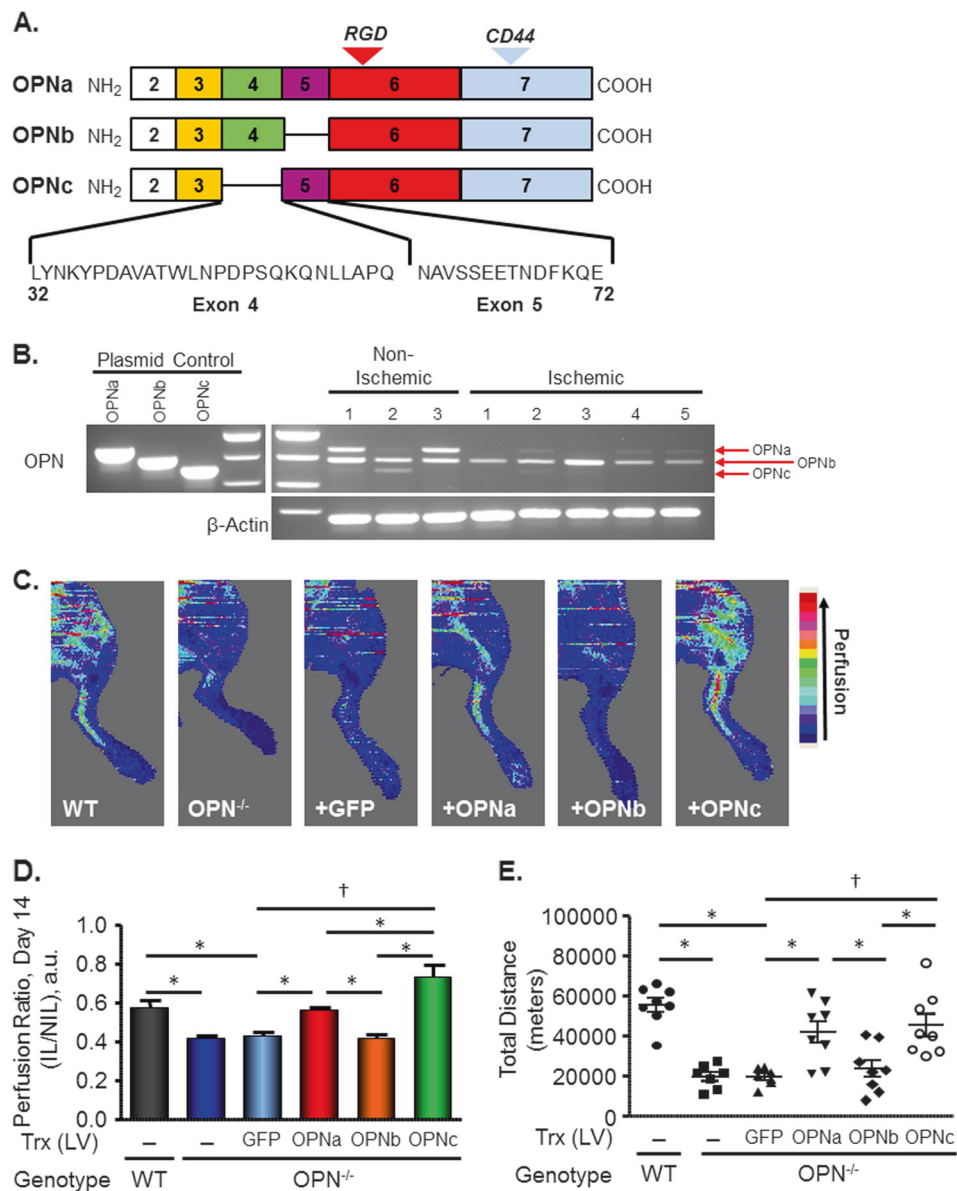 A.
RGD CD44
OPNa NH2 2 3 4 5 6 7 COOH
OPNb NH2 2 3 4 6 7 COOH
OPNc NH2 2 3 5 6 7 COOH
LYNKYPDAVATWLNPDPSQKQNLLAPQ NAVSSEETNDFKQE
32 72
Exon 4 Exon 5
B.
Plasmid Control
Non-
Ischemic Ischemic
OPNa OPNb OPNc 1 2 3 1 2 3 4 5
OPN
OPNa
OPNb
OPNc
β-Actin
C.
Perfusion
WT OPN-/- +GFP +OPNa +OPNb +OPNc
D.
Perfusion Ratio, Day 14
(IL/NIL), a.u.
1.0
0.8
0.6
0.4
0.2
0.0
†
* *
* * * *
Trx (LV) – – GFP OPNa OPNb OPNc
Genotype WT OPN-/-
E.
Total Distance
(meters)
100000
80000
60000
40000
20000
0
†
* *
* * *
Trx (LV) – – GFP OPNa OPNb OPNc
Genotype WT OPN-/-